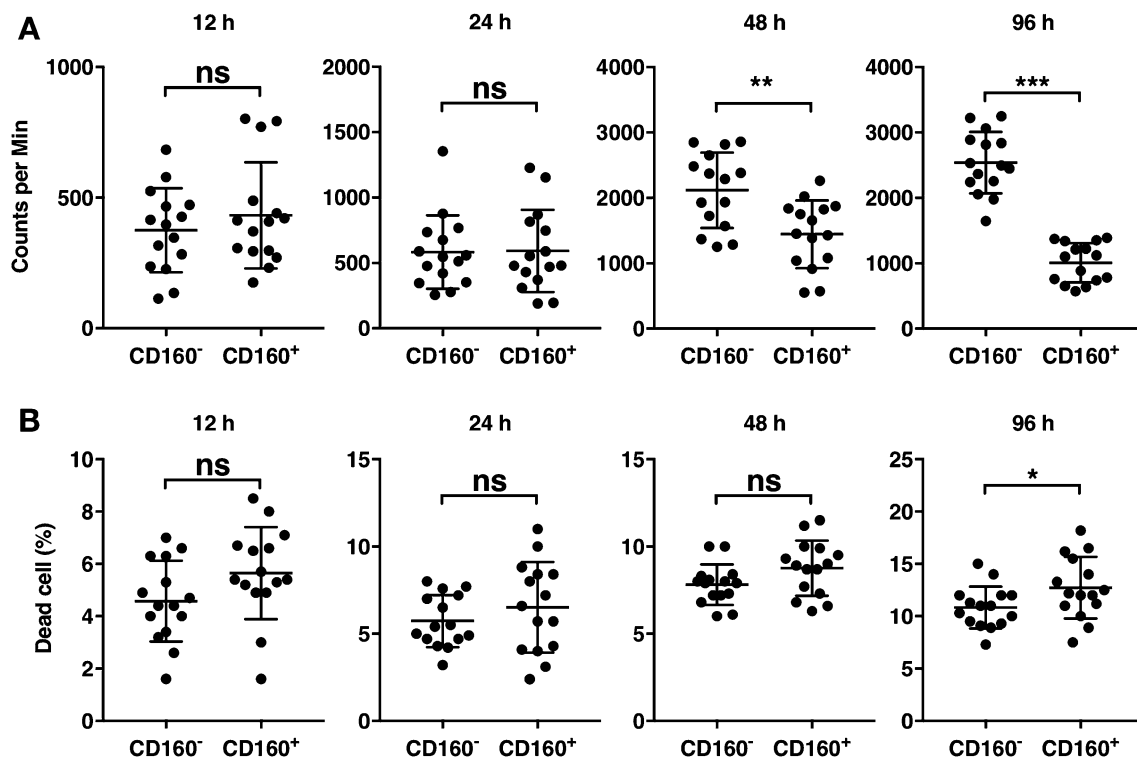 A
12 h
24 h
48 h
96 h
Counts per Min
1000
500
0
ns
CD160⁻
CD160⁺
2000
1500
1000
500
0
ns
CD160⁻
CD160⁺
4000
3000
2000
1000
0
**
CD160⁻
CD160⁺
4000
3000
2000
1000
0
***
CD160⁻
CD160⁺
B
12 h
24 h
48 h
96 h
Dead cell (%)
10
8
6
4
2
0
ns
CD160⁻
CD160⁺
15
10
5
0
ns
CD160⁻
CD160⁺
15
10
5
0
ns
CD160⁻
CD160⁺
25
20
15
10
5
0
*
CD160⁻
CD160⁺